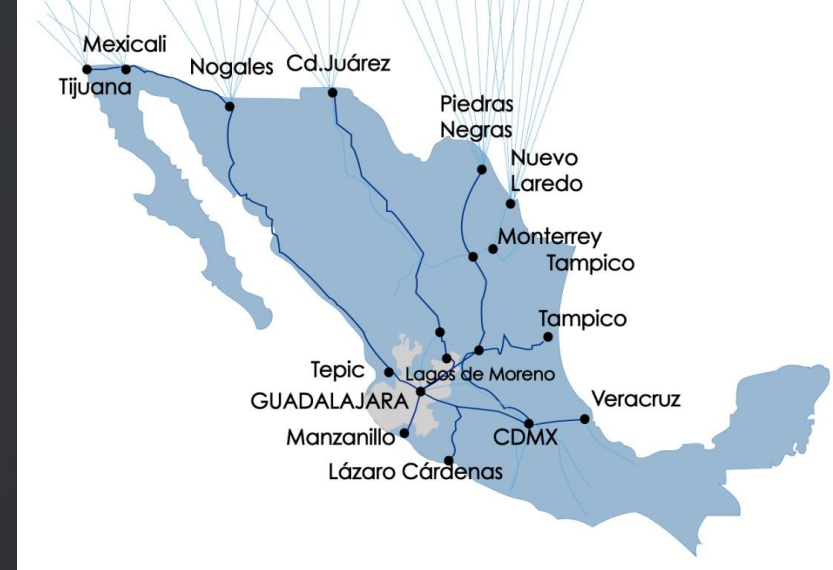 Mexicali
Tijuana
Nogales
Cd.Juárez
Piedras
Negras
Nuevo
Laredo
Monterrey
Tampico
Tampico
Tepic
Lagos de Moreno
GUADALAJARA
Veracruz
Manzanillo
CDMX
Lázaro Cárdenas